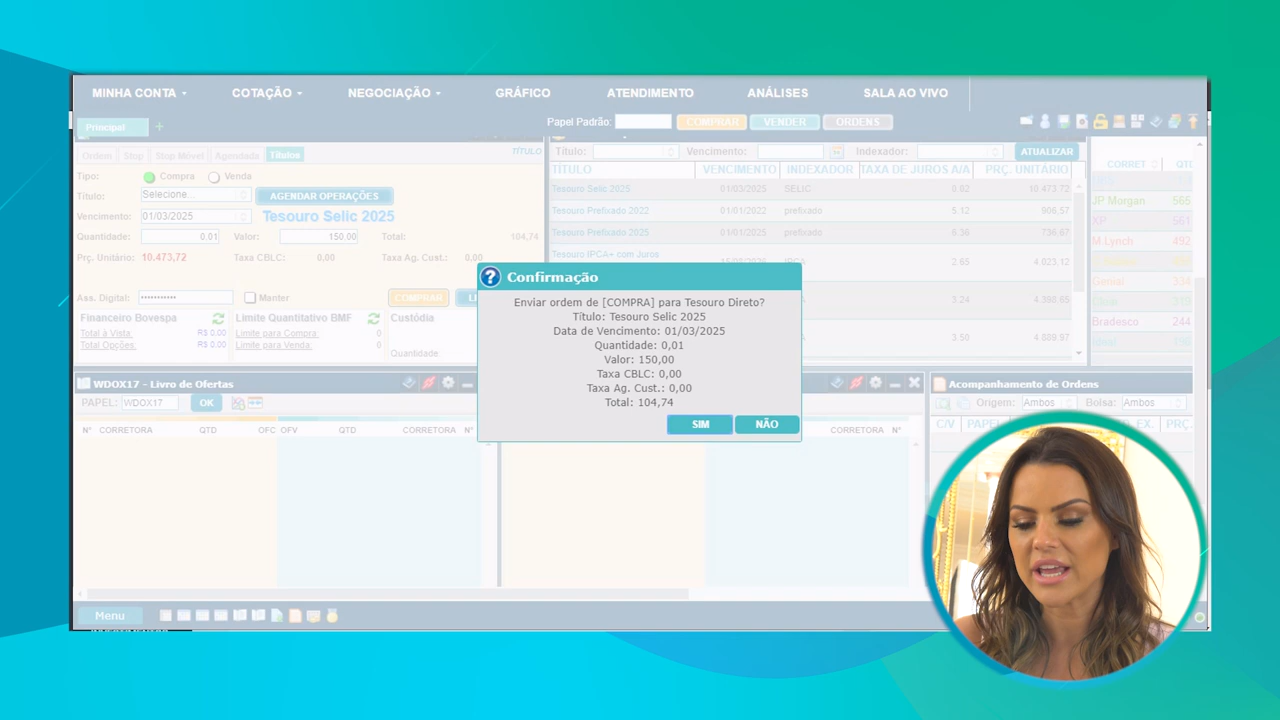 MINHA CONTA
COTAÇÃO
NEGOCIAÇÃO
GRÁFICO
ATENDIMENTO
ANÁLISES
SALA AO VIVO
Principal +
Papel Padrão:
COMPRAR
VENDER
ORDENS
Ordem Stop Stop Móvel Agendada Títulos
TÍTULO
Tipo: Compra Venda
Título: Selecione... AGENDAR OPERAÇÕES
Vencimento: 01/03/2025 Tesouro Selic 2025
Quantidade: 0.01 Valor: 150.00 Total: 104,74
Prç. Unitário: 10.473,72 Taxa CBLC: 0,00 Taxa Ag. Cust.: 0,00
Ass. Digital: ••••••••••• Manter COMPRAR
Financeiro Bovespa Limite Quantitativo BMF Custódia
Total à Vista: R$ 0,00 Limite para Compra: 0
Total Opções: R$ 0,00 Limite para Venda: 0
Quantidade
Título: Vencimento: Indexador: ATUALIZAR
TÍTULO VENCIMENTO INDEXADOR TAXA DE JUROS A/A PRÇ. UNITÁRIO
Tesouro Selic 2025 01/03/2025 SELIC 0.02 10.473,72
Tesouro Prefixado 2022 01/01/2022 prefixado 5.12 906,57
Tesouro Prefixado 2025 01/01/2025 prefixado 6.36 736,67
Tesouro IPCA+ com Juros
IPCA 2.65 4.023,12
3.24 4.398,65
3.50 4.889,97
CORRET QTD
JP Morgan 565
XP 551
M Lynch 492
Genial 334
Ideal 319
Bradesco 244
Confirmação
Enviar ordem de [COMPRA] para Tesouro Direto?
Título: Tesouro Selic 2025
Data de Vencimento: 01/03/2025
Quantidade: 0,01
Valor: 150,00
Taxa CBLC: 0,00
Taxa Ag. Cust.: 0,00
Total: 104,74
SIM NÃO
WDOX17 - Livro de Ofertas
PAPEL: WDOX17 OK
N° CORRETORA QTD OFC OFV QTD CORRETORA N°
CORRETORA N°
Acompanhamento de Ordens
Origem: Ambos Bolsa: Ambos
C/V PAPEL EX. PRÇ.
Menu